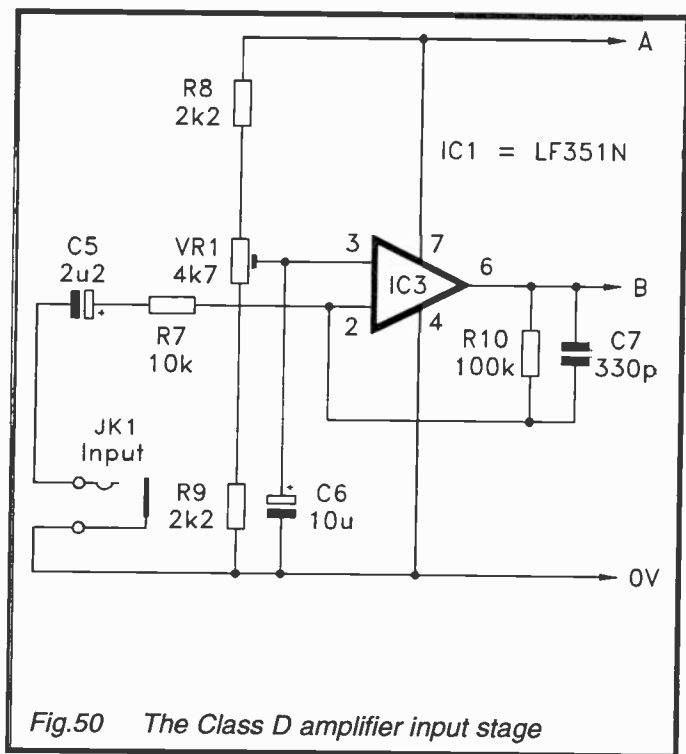 A
R8
2k2
IC1 = LF351N
C5
2u2
+
VR1
4k7
3
7
IC3
6
B
2
4
R7
10k
R10
100k
C7
330p
JK1
Input
R9
2k2
+
C6
10u
0V
Fig.50 The Class D amplifier input stage